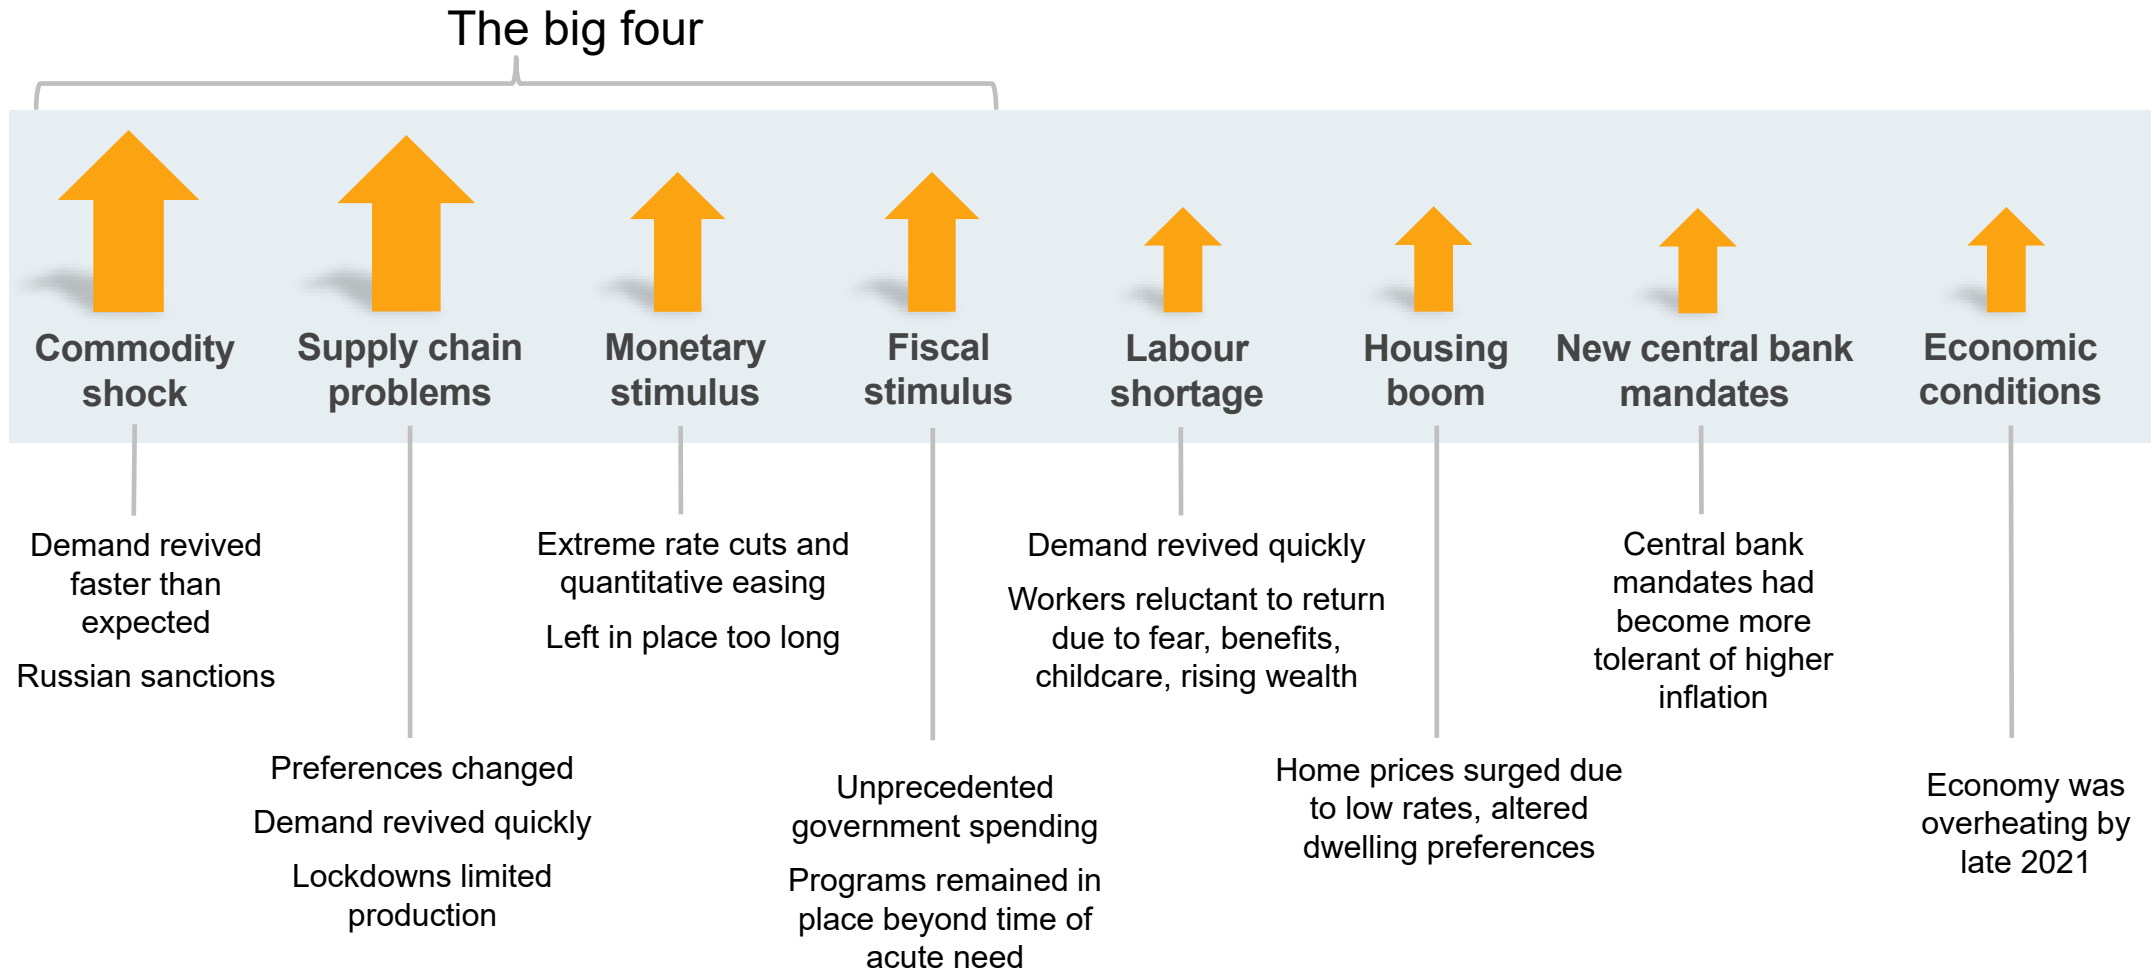 The big four
Commodity
shock
Supply chain
problems
Monetary
stimulus
Fiscal
stimulus
Labour
shortage
Housing
boom
New central bank
mandates
Economic
conditions
Demand revived
faster than
expected
Russian sanctions
Preferences changed
Demand revived quickly
Lockdowns limited
production
Extreme rate cuts and
quantitative easing
Left in place too long
Unprecedented
government spending
Programs remained in
place beyond time of
acute need
Demand revived quickly
Workers reluctant to return
due to fear, benefits,
childcare, rising wealth
Home prices surged due
to low rates, altered
dwelling preferences
Central bank
mandates had
become more
tolerant of higher
inflation
Economy was
overheating by
late 2021